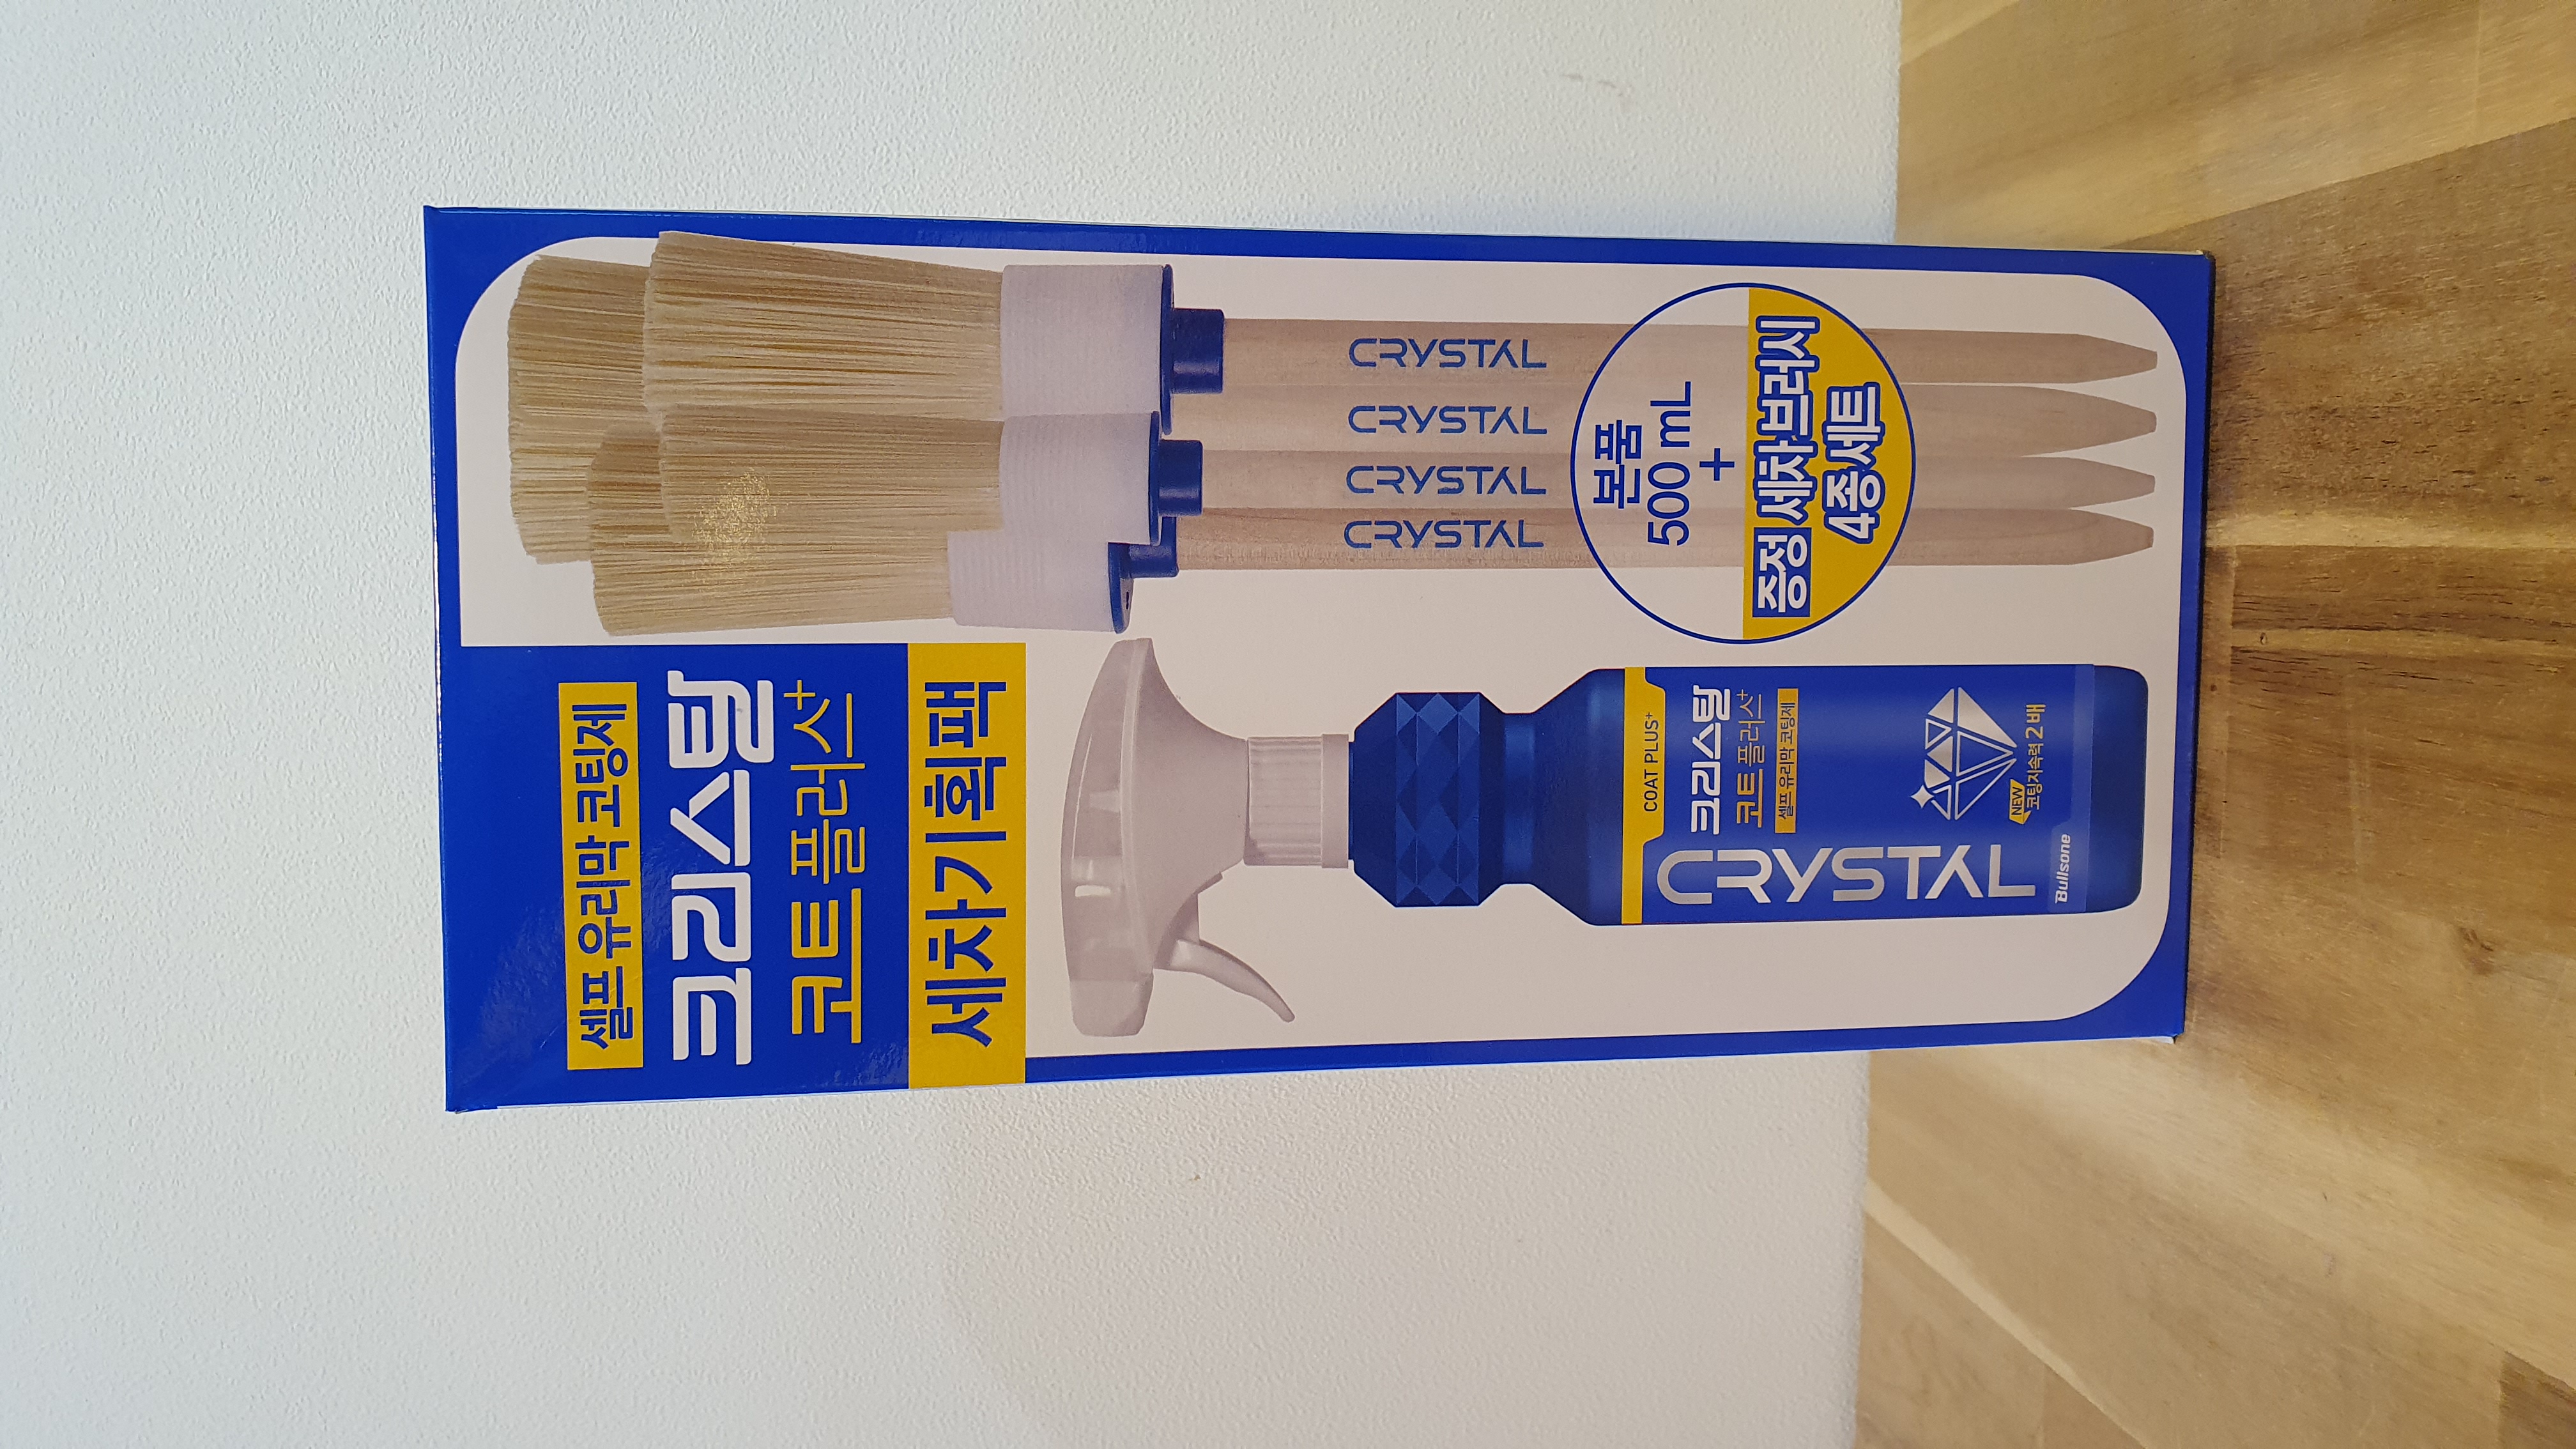 셀프 유리막 코팅제
크리스탈
코트 플러스+
세차기획팩
CRYSTAL
CRYSTAL
CRYSTAL
CRYSTAL
본품
500 mL
+
증정 세차브러시
4종세트
COAT PLUS+
CRYSTAL
크리스탈
코트 플러스+
셀프 유리막 코팅제
NEW
코팅지속력 2배
Bullsone